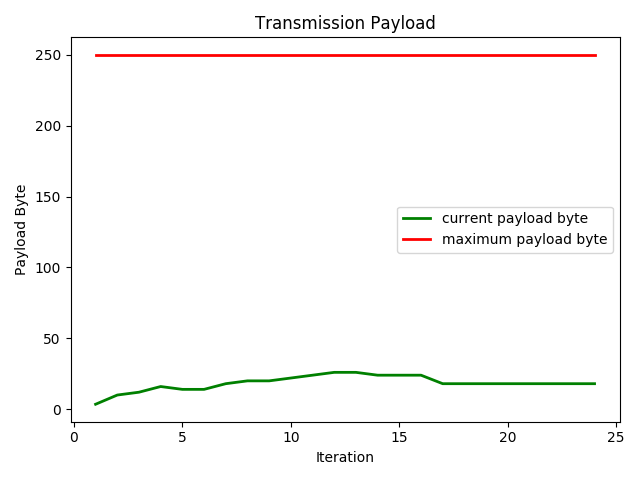 Transmission Payload
250
200
150
100
50
0
Payload Byte
current payload byte
maximum payload byte
0
5
10
15
20
25
Iteration